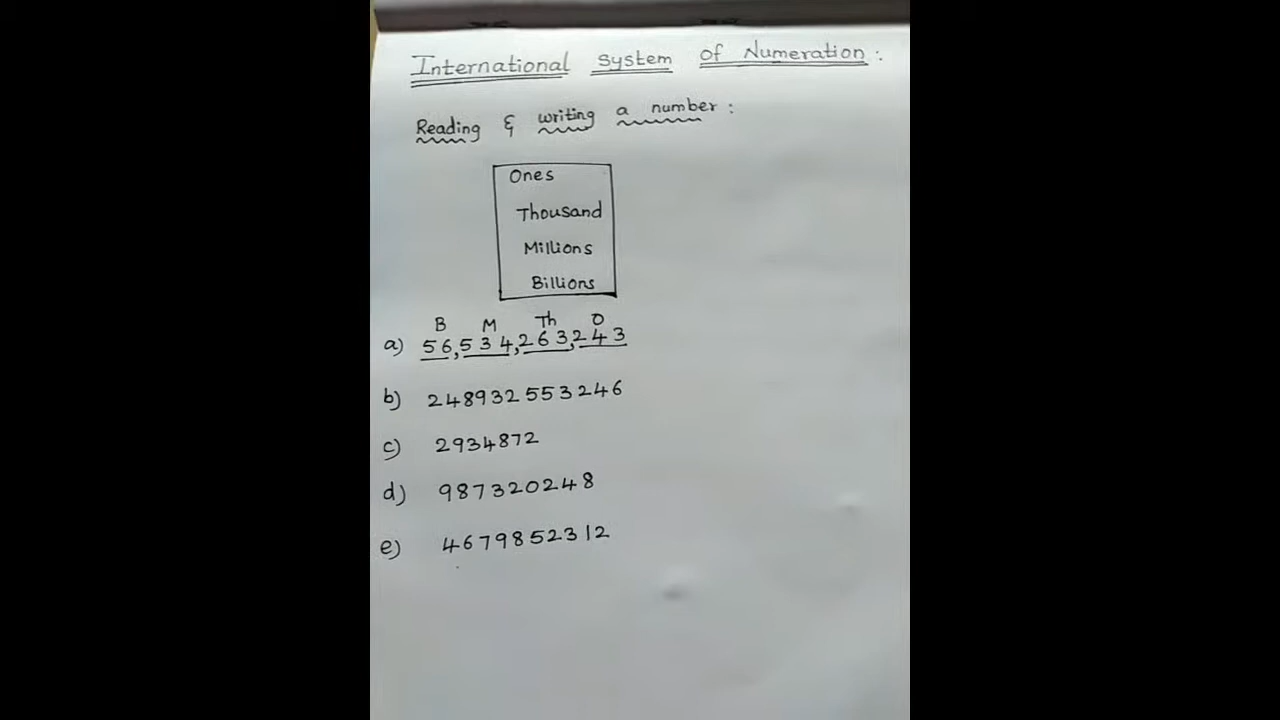 International System of Numeration :
Reading & writing a number :
Ones
Thousand
Millions
Billions
B M Th O
a) 56,534,263,243
b) 248932553246
c) 2934872
d) 987320248
e) 4679852312